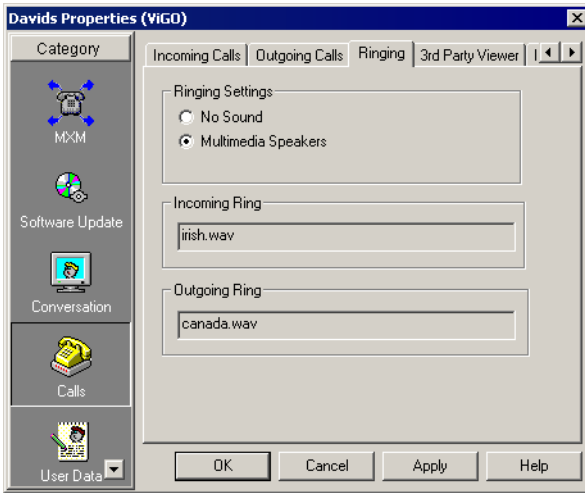 Davids Properties (ViGO)
Category
Incoming Calls Outgoing Calls Ringing 3rd Party Viewer
MXM
Software Update
Conversation
Calls
User Data
Ringing Settings
No Sound
Multimedia Speakers
Incoming Ring
irish.wav
Outgoing Ring
canada.wav
OK Cancel Apply Help